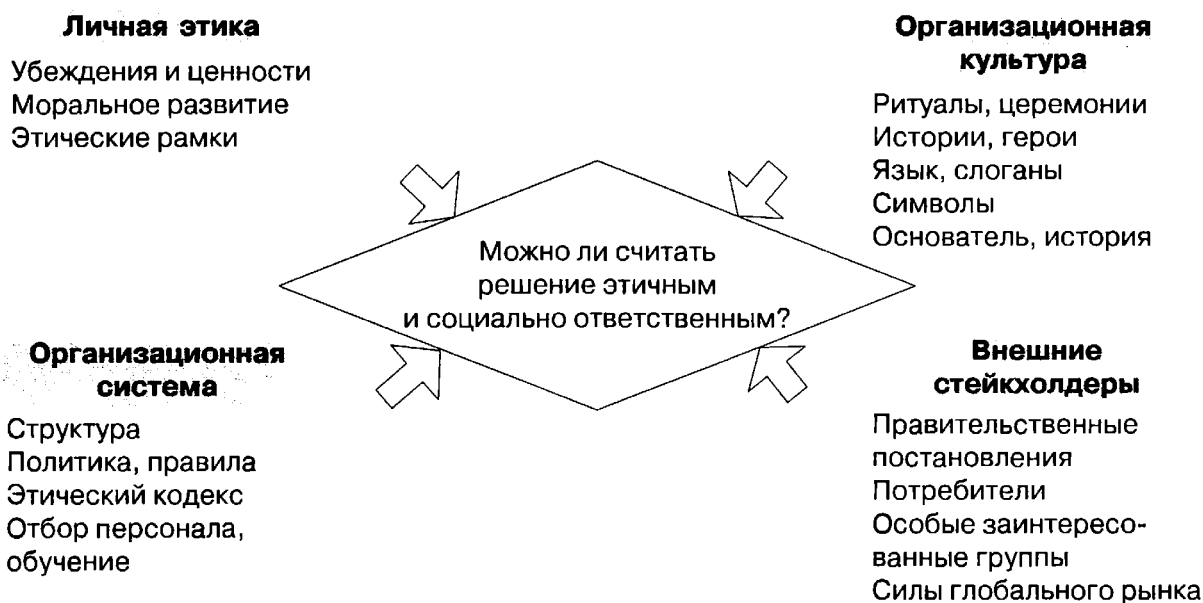 Личная этика
Убеждения и ценности
Моральное развитие
Этические рамки
Организационная
культура
Ритуалы, церемонии
Истории, герои
Язык, слоганы
Символы
Основатель, история
Можно ли считать
решение этичным
и социально ответственным?
Организационная
система
Структура
Политика, правила
Этический кодекс
Отбор персонала,
обучение
Внешние
стейкхолдеры
Правительственные
постановления
Потребители
Особые заинтересо-
ванные группы
Силы глобального рынка